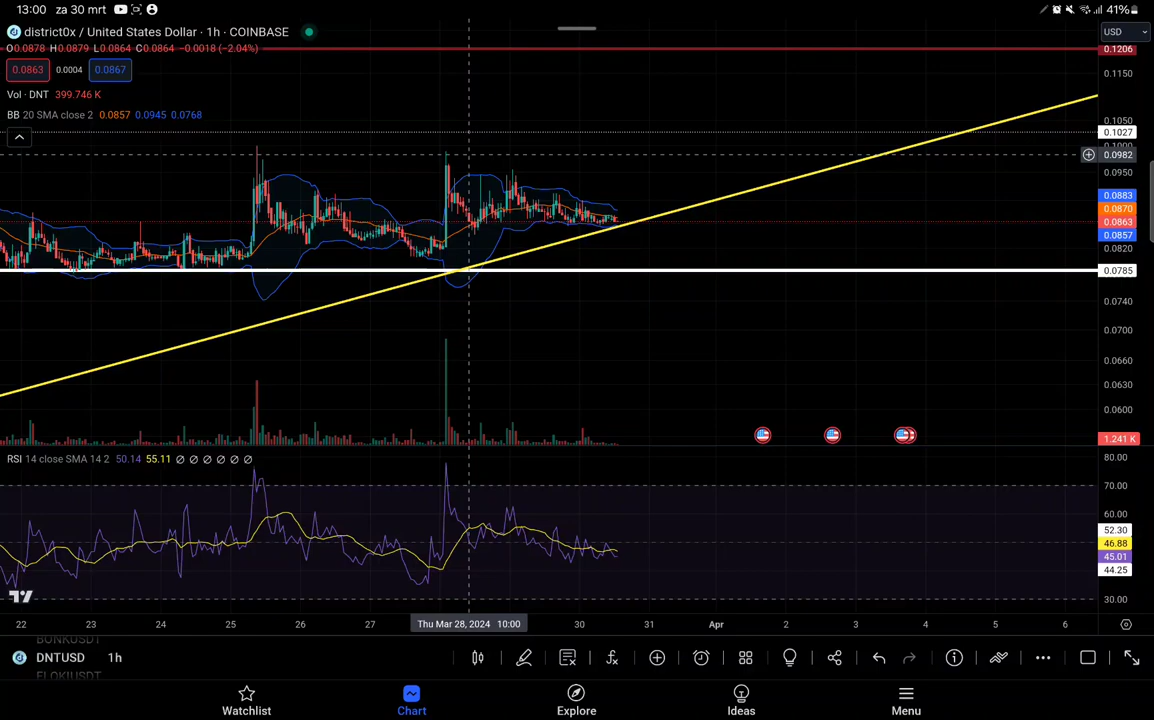 13:00 za 30 mrt 41%
district0x / United States Dollar · 1h · COINBASE
USD
O0.0878 H0.0879 L0.0864 C0.0864 −0.0018 (−2.04%)
0.1206
0.0863 0.0004 0.0867
0.1150
Vol · DNT 399.746 K
BB 20 SMA close 2 0.0857 0.0945 0.0768
0.1050
0.1027
0.1000
0.0982
0.0950
0.0883
0.0870
0.0863
0.0857
0.0820
0.0785
0.0740
0.0700
0.0660
0.0630
0.0600
1.241 K
RSI 14 close SMA 14 2 50.14 55.11 ∅ ∅ ∅ ∅ ∅ ∅
80.00
70.00
60.00
52.30
46.88
45.01
44.25
30.00
22 23 24 25 26 27 Thu Mar 28, 2024 10:00 30 31 Apr 2 3 4 5 6
BONKUSDT
DNTUSD 1h
FLOKIUSDT
Watchlist Chart Explore Ideas Menu